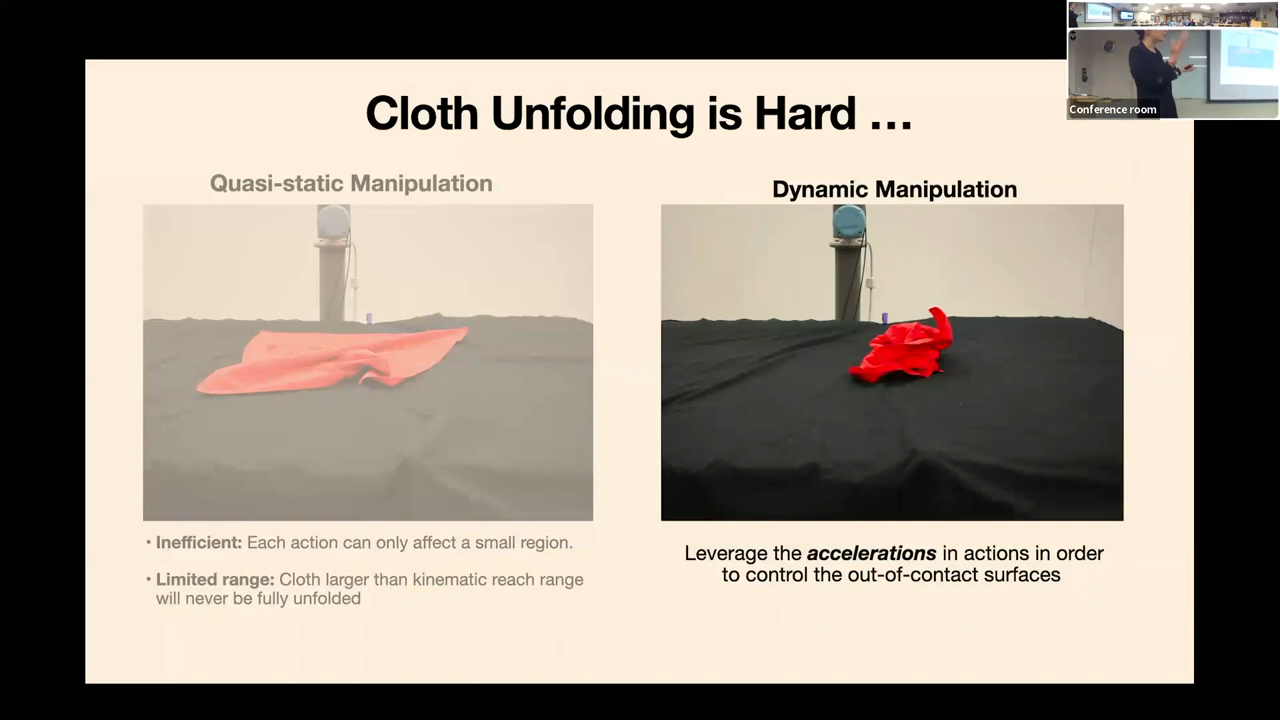 Cloth Unfolding is Hard …
Conference room
Quasi-static Manipulation
• Inefficient: Each action can only affect a small region.
• Limited range: Cloth larger than kinematic reach range
will never be fully unfolded
Dynamic Manipulation
Leverage the accelerations in actions in order
to control the out-of-contact surfaces